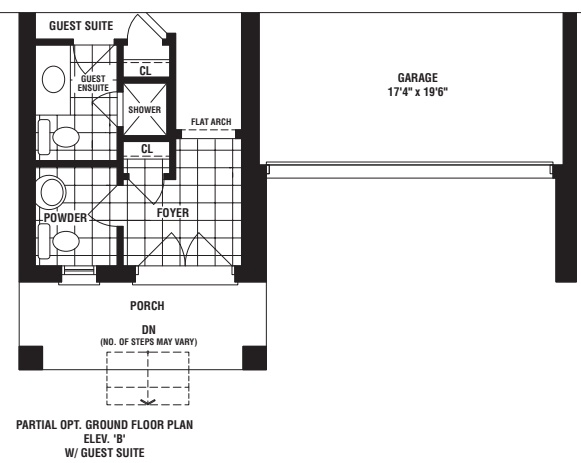 GUEST SUITE
CL
GUEST
ENSUITE
SHOWER
GARAGE
17'4" x 19'6"
FLAT ARCH
CL
POWDER
FOYER
PORCH
DN
(NO. OF STEPS MAY VARY)
PARTIAL OPT. GROUND FLOOR PLAN
ELEV. 'B'
W/ GUEST SUITE